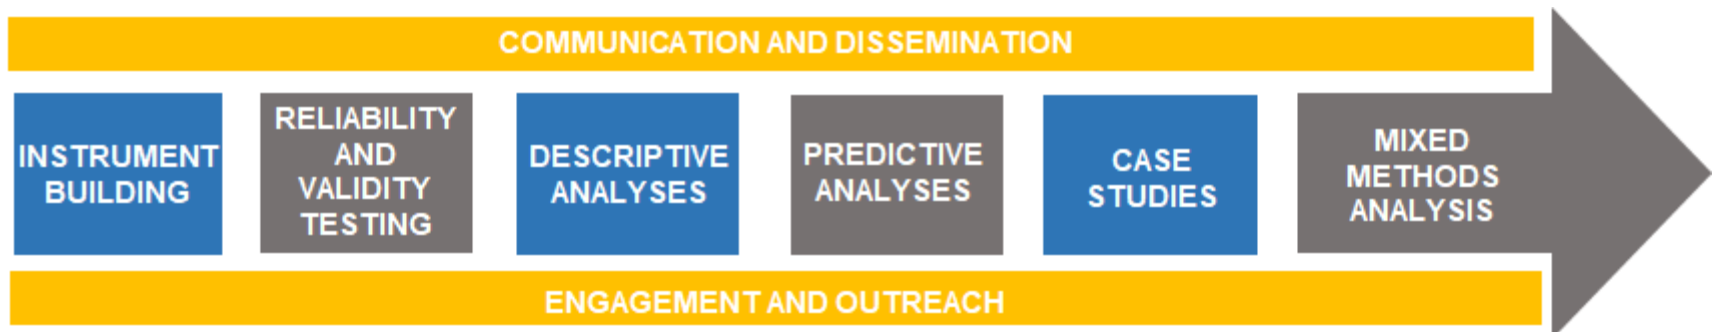 COMMUNICATION AND DISSEMINATION
INSTRUMENT
BUILDING
RELIABILITY
AND
VALIDITY
TESTING
DESCRIPTIVE
ANALYSES
PREDICTIVE
ANALYSES
CASE
STUDIES
MIXED
METHODS
ANALYSIS
ENGAGEMENT AND OUTREACH